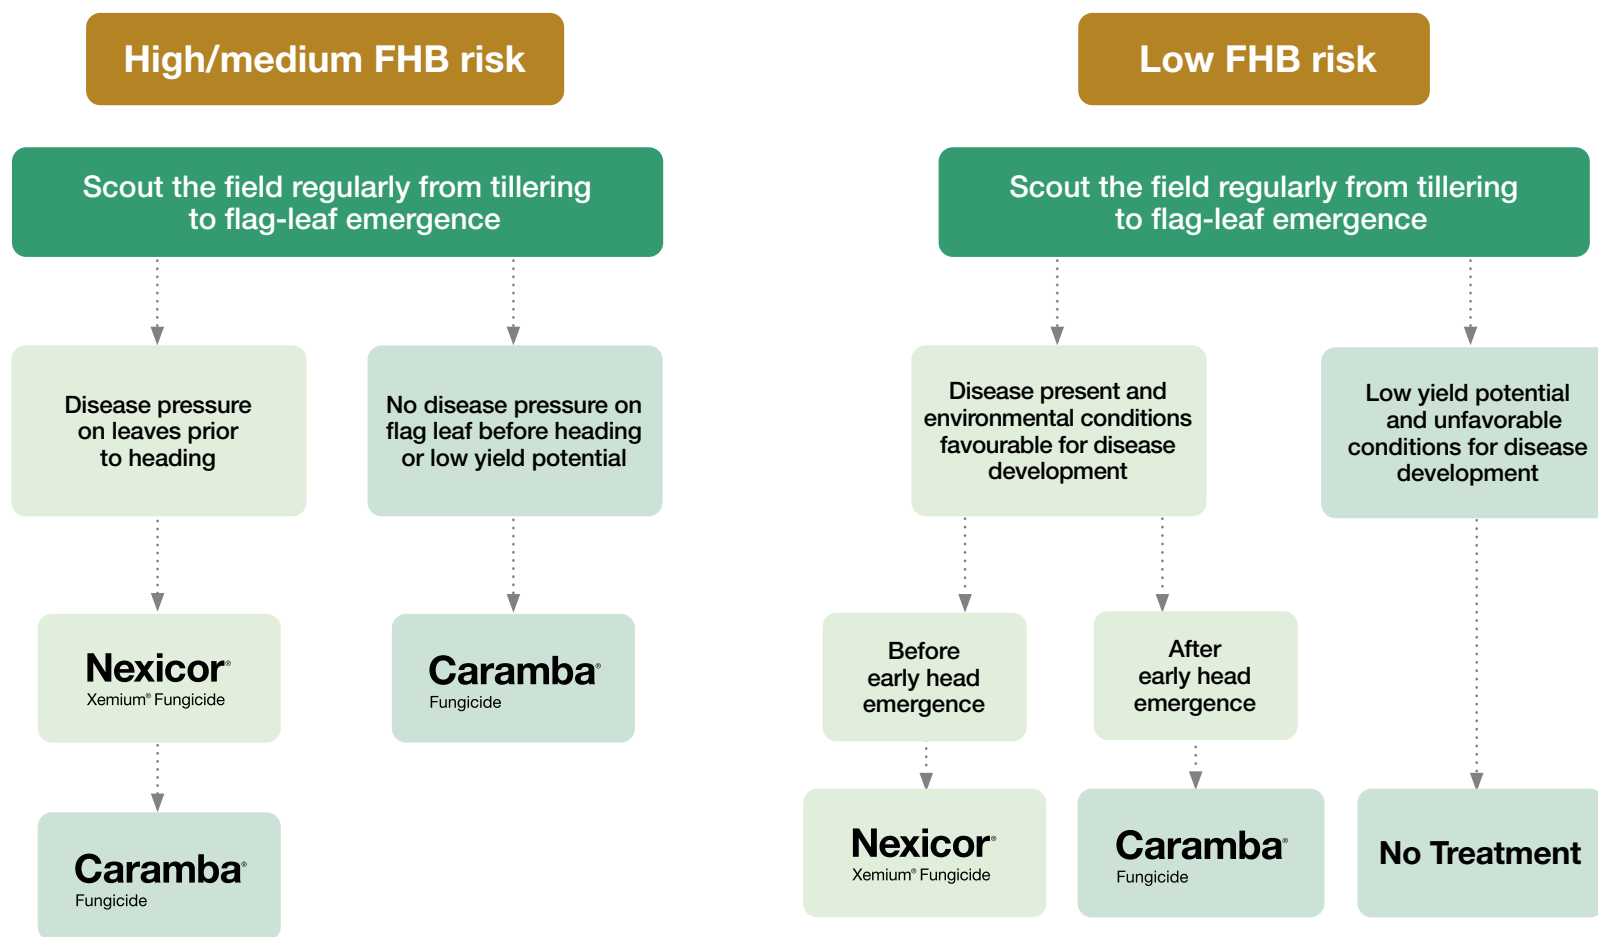 High/medium FHB risk
Scout the field regularly from tillering
to flag-leaf emergence
Disease pressure
on leaves prior
to heading
No disease pressure on
flag leaf before heading
or low yield potential
Nexicor®
Xemium® Fungicide
Caramba®
Fungicide
Caramba®
Fungicide
Low FHB risk
Scout the field regularly from tillering
to flag-leaf emergence
Disease present and
environmental conditions
favourable for disease
development
Low yield potential
and unfavorable
conditions for disease
development
Before
early head
emergence
After
early head
emergence
Nexicor®
Xemium® Fungicide
Caramba®
Fungicide
No Treatment